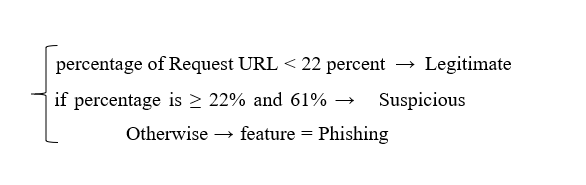 percentage of Request URL < 22 percent → Legitimate
if percentage is ≥ 22% and 61% → Suspicious
Otherwise → feature = Phishing